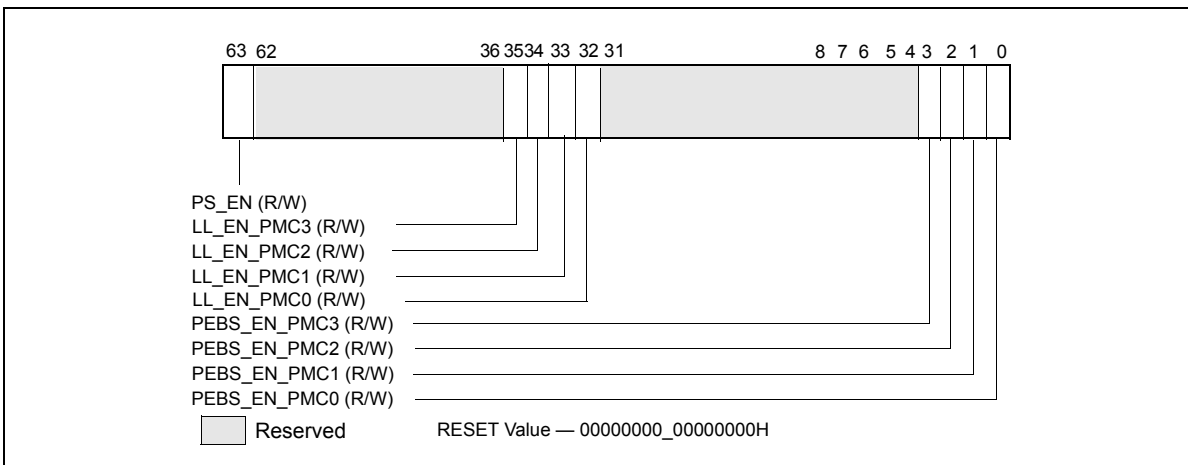 63 62 36 35 34 33 32 31 8 7 6 5 4 3 2 1 0
PS_EN (R/W)
LL_EN_PMC3 (R/W)
LL_EN_PMC2 (R/W)
LL_EN_PMC1 (R/W)
LL_EN_PMC0 (R/W)
PEBS_EN_PMC3 (R/W)
PEBS_EN_PMC2 (R/W)
PEBS_EN_PMC1 (R/W)
PEBS_EN_PMC0 (R/W)
Reserved RESET Value — 00000000_00000000H